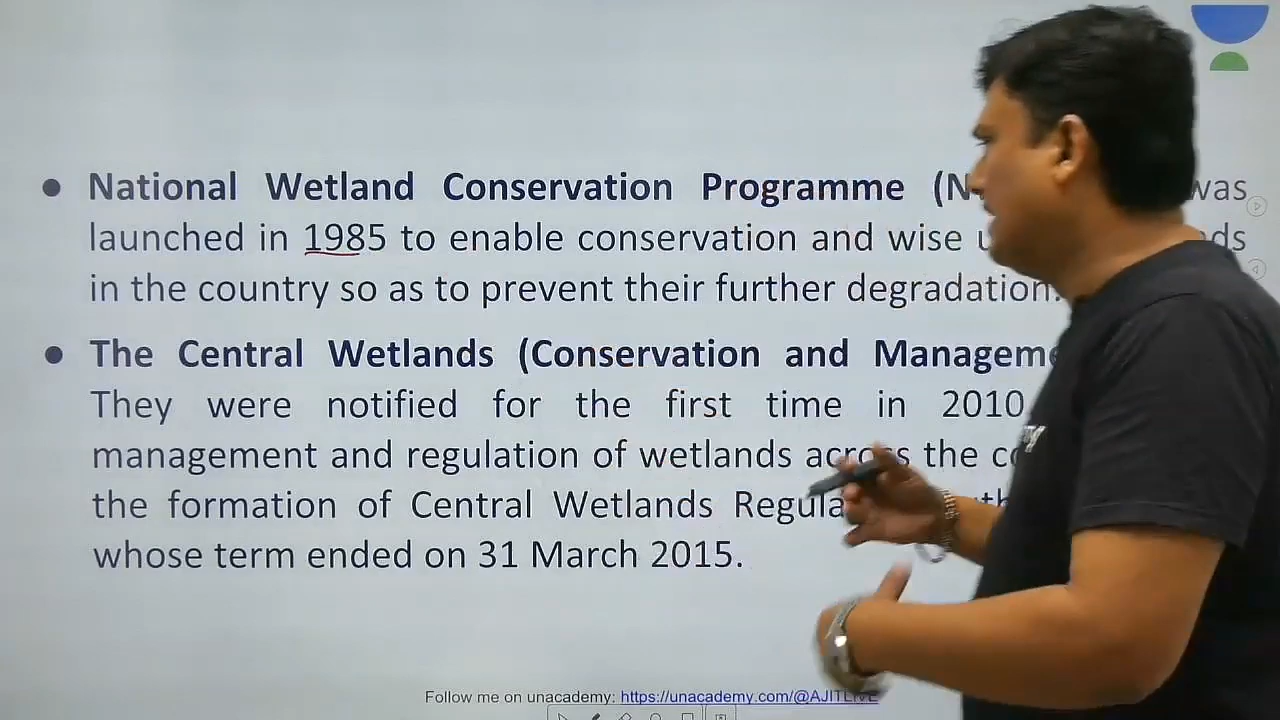 ● National Wetland Conservation Programme (N was
launched in 1985 to enable conservation and wise u ds
in the country so as to prevent their further degradation.
● The Central Wetlands (Conservation and Manageme
They were notified for the first time in 2010
management and regulation of wetlands across the co
the formation of Central Wetlands Regula th
whose term ended on 31 March 2015.
Follow me on unacademy: https://unacademy.com/@AJITLIVE